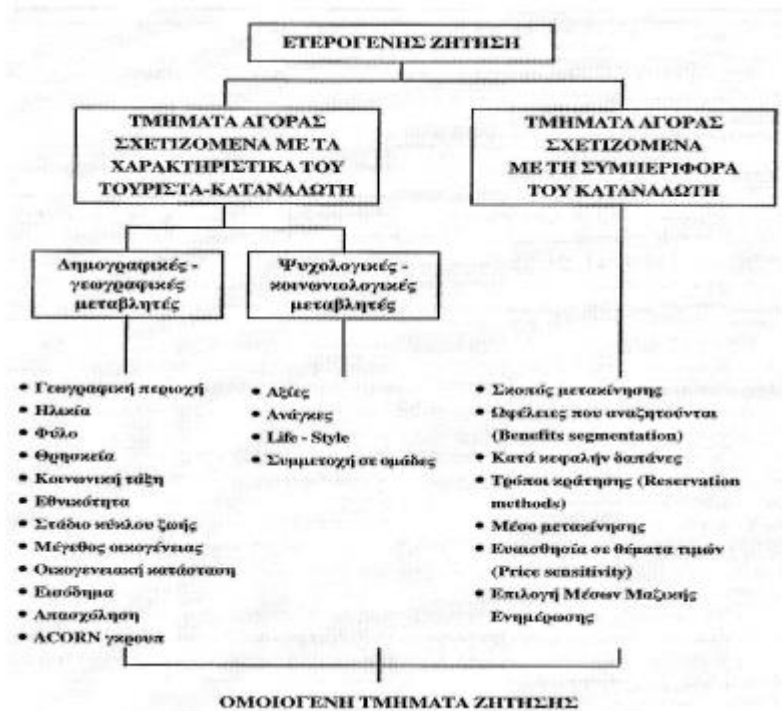 ΕΤΕΡΟΓΕΝΗΣ ΖΗΤΗΣΗ
ΤΜΗΜΑΤΑ ΑΓΟΡΑΣ
ΣΧΕΤΙΖΟΜΕΝΑ ΜΕ ΤΑ
ΧΑΡΑΚΤΗΡΙΣΤΙΚΑ ΤΟΥ
ΤΟΥΡΙΣΤΑ-ΚΑΤΑΝΑΛΩΤΗ
ΤΜΗΜΑΤΑ ΑΓΟΡΑΣ
ΣΧΕΤΙΖΟΜΕΝΑ
ΜΕ ΤΗ ΣΥΜΠΕΡΙΦΟΡΑ
ΤΟΥ ΚΑΤΑΝΑΛΩΤΗ
Δημογραφικές -
γεωγραφικές
μεταβλητές
Ψυχολογικές -
κοινωνιολογικές
μεταβλητές
• Γεωγραφική περιοχή
• Ηλικία
• Φύλο
• Θρησκεία
• Κοινωνική τάξη
• Εθνικότητα
• Στάδιο κύκλου ζωής
• Μέγεθος οικογένειας
• Οικογενειακή κατάσταση
• Εισόδημα
• Απασχόληση
• ACORN γκρουπ
• Αξίες
• Ανάγκες
• Life - Style
• Συμμετοχή σε ομάδες
• Σκοπός μετακίνησης
• Ωφέλειες που αναζητούνται
(Benefits segmentation)
• Κατά κεφαλήν δαπάνες
• Τρόποι κράτησης (Reservation
methods)
• Μέσο μετακίνησης
• Ευαισθησία σε θέματα τιμών
(Price sensitivity)
• Επιλογή Μέσων Μαζικής
Ενημέρωσης
ΟΜΟΙΟΓΕΝΗ ΤΜΗΜΑΤΑ ΖΗΤΗΣΗΣ